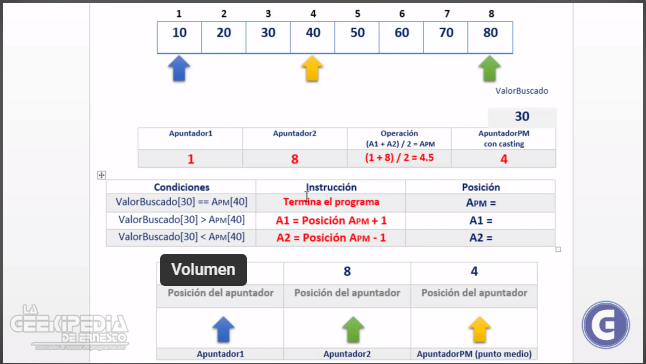 1 2 3 4 5 6 7 8
10 20 30 40 50 60 70 80
ValorBuscado
30
Apuntador1 Apuntador2 Operación ApuntadorPM
(A1 + A2) / 2 = APM con casting
1 8 (1 + 8) / 2 = 4.5 4
Condiciones Instrucción Posición
ValorBuscado[30] == APM[40] Termina el programa APM =
ValorBuscado[30] > APM[40] A1 = Posición APM + 1 A1 =
ValorBuscado[30] < APM[40] A2 = Posición APM - 1 A2 =
Volumen 8 4
Posición del apuntador Posición del apuntador Posición del apuntador
Apuntador1 Apuntador2 ApuntadorPM (punto medio)
LA
GEEKIPEDIA
DE ERNESTO
G